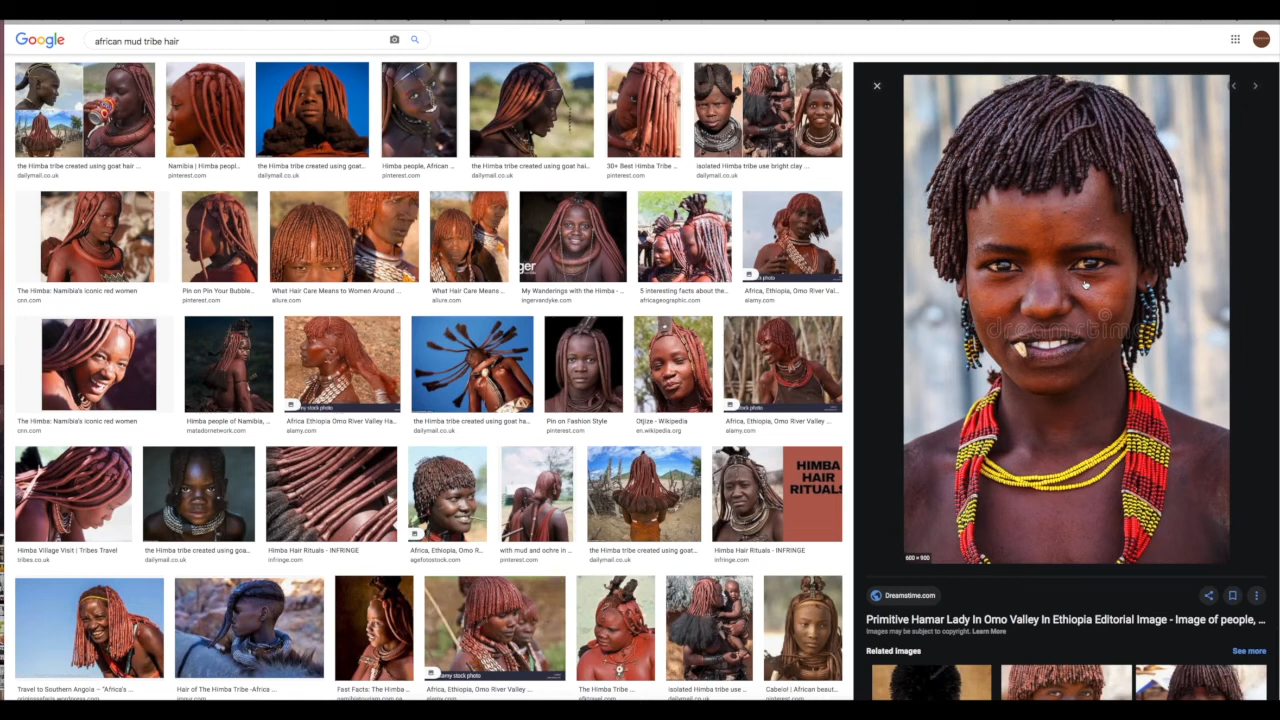 Google
african mud tribe hair
the Himba tribe created using goat hair ...
dailymail.co.uk
Namibia | Himba peopl...
pinterest.com
the Himba tribe created using goat...
dailymail.co.uk
Himba people, African ...
pinterest.com
the Himba tribe created using goat hai...
dailymail.co.uk
30+ Best Himba Tribe ...
pinterest.com
isolated Himba tribe use bright clay ...
dailymail.co.uk
The Himba: Namibia's iconic red women
cnn.com
Pin on Pin Your Bubble...
pinterest.com
What Hair Care Means to Women Around ...
allure.com
What Hair Care Means ...
allure.com
My Wanderings with the Himba - ...
ingervandyke.com
5 interesting facts about the...
africageographic.com
Africa, Ethiopia, Omo River Val...
alamy.com
The Himba: Namibia's iconic red women
cnn.com
Himba people of Namibia, ...
matadornetwork.com
Africa Ethiopia Omo River Valley Ha...
alamy.com
the Himba tribe created using goat ha...
dailymail.co.uk
Pin on Fashion Style
pinterest.com
Otjize - Wikipedia
en.wikipedia.org
Africa, Ethiopia, Omo River Valley ...
alamy.com
HIMBA
HAIR
RITUALS
Himba Village Visit | Tribes Travel
tribes.co.uk
the Himba tribe created using goa...
dailymail.co.uk
Himba Hair Rituals - INFRINGE
infringe.com
Africa, Ethiopia, Omo R...
agefotostock.com
with mud and ochre in ...
pinterest.com
the Himba tribe created using goat...
dailymail.co.uk
Himba Hair Rituals - INFRINGE
infringe.com
Travel to Southern Angola – "Africa's ...
Hair of The Himba Tribe -Africa ...
Fast Facts: The Himba ...
Africa, Ethiopia, Omo River Valley ...
alamy.com
The Himba Tribe ...
Isolated Himba tribe use ...
dailymail.co.uk
Cabelo! | African beaut...
pinterest.com
dreamstime
600 × 900
Dreamstime.com
Primitive Hamar Lady In Omo Valley In Ethiopia Editorial Image - Image of people, ...
Images may be subject to copyright. Learn More
Related Images
See more